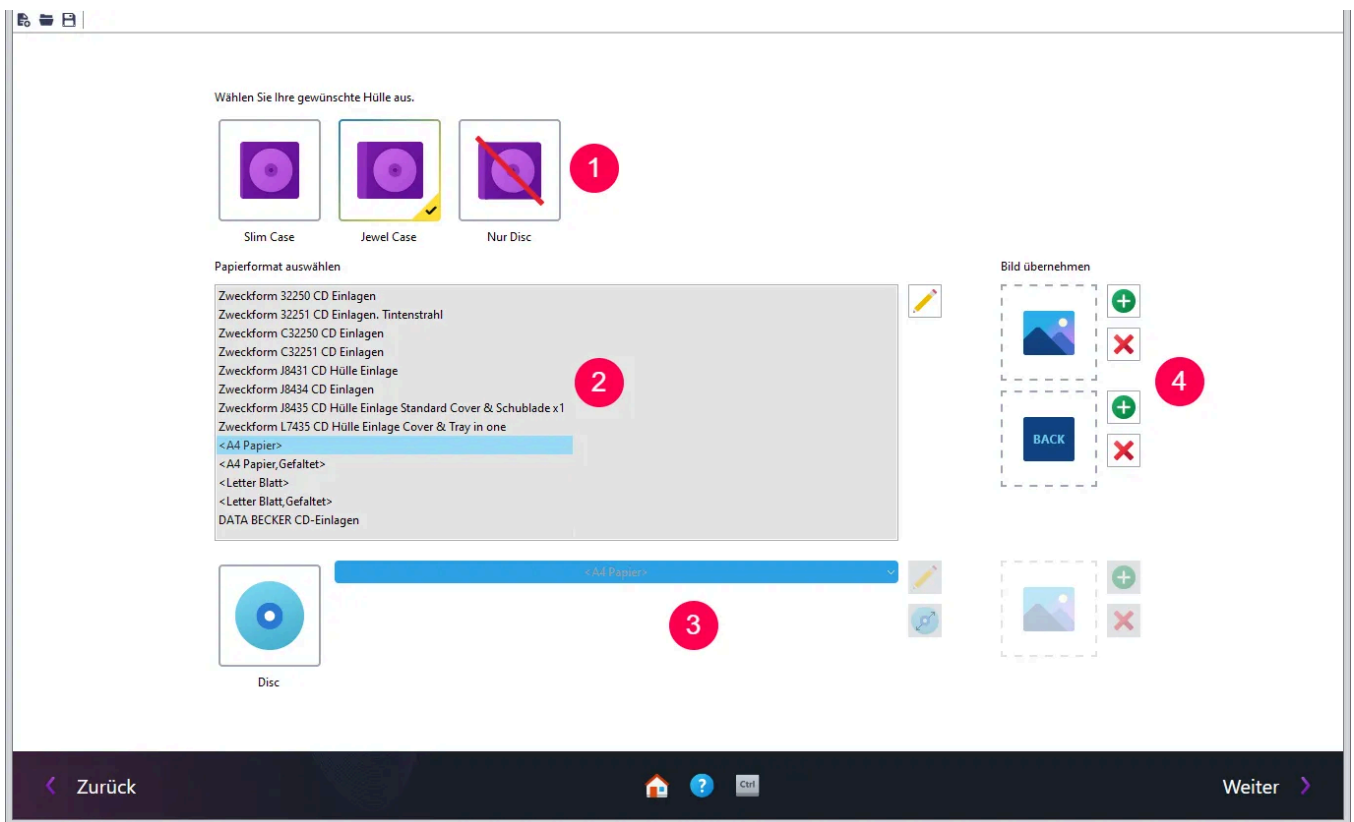 Wählen Sie Ihre gewünschte Hülle aus.
1
Slim Case
Jewel Case
Nur Disc
Papierformat auswählen
Bild übernehmen
Zweckform 32250 CD Einlagen
Zweckform 32251 CD Einlagen. Tintenstrahl
Zweckform C32250 CD Einlagen
Zweckform C32251 CD Einlagen
Zweckform J8431 CD Hülle Einlage
Zweckform J8434 CD Einlagen
Zweckform J8435 CD Hülle Einlage Standard Cover & Schublade x1
Zweckform L7435 CD Hülle Einlage Cover & Tray in one
<A4 Papier>
<A4 Papier,Gefaltet>
<Letter Blatt>
<Letter Blatt,Gefaltet>
DATA BECKER CD-Einlagen
2
4
BACK
<A4 Papier>
3
Disc
Zurück
?
Ctrl
Weiter